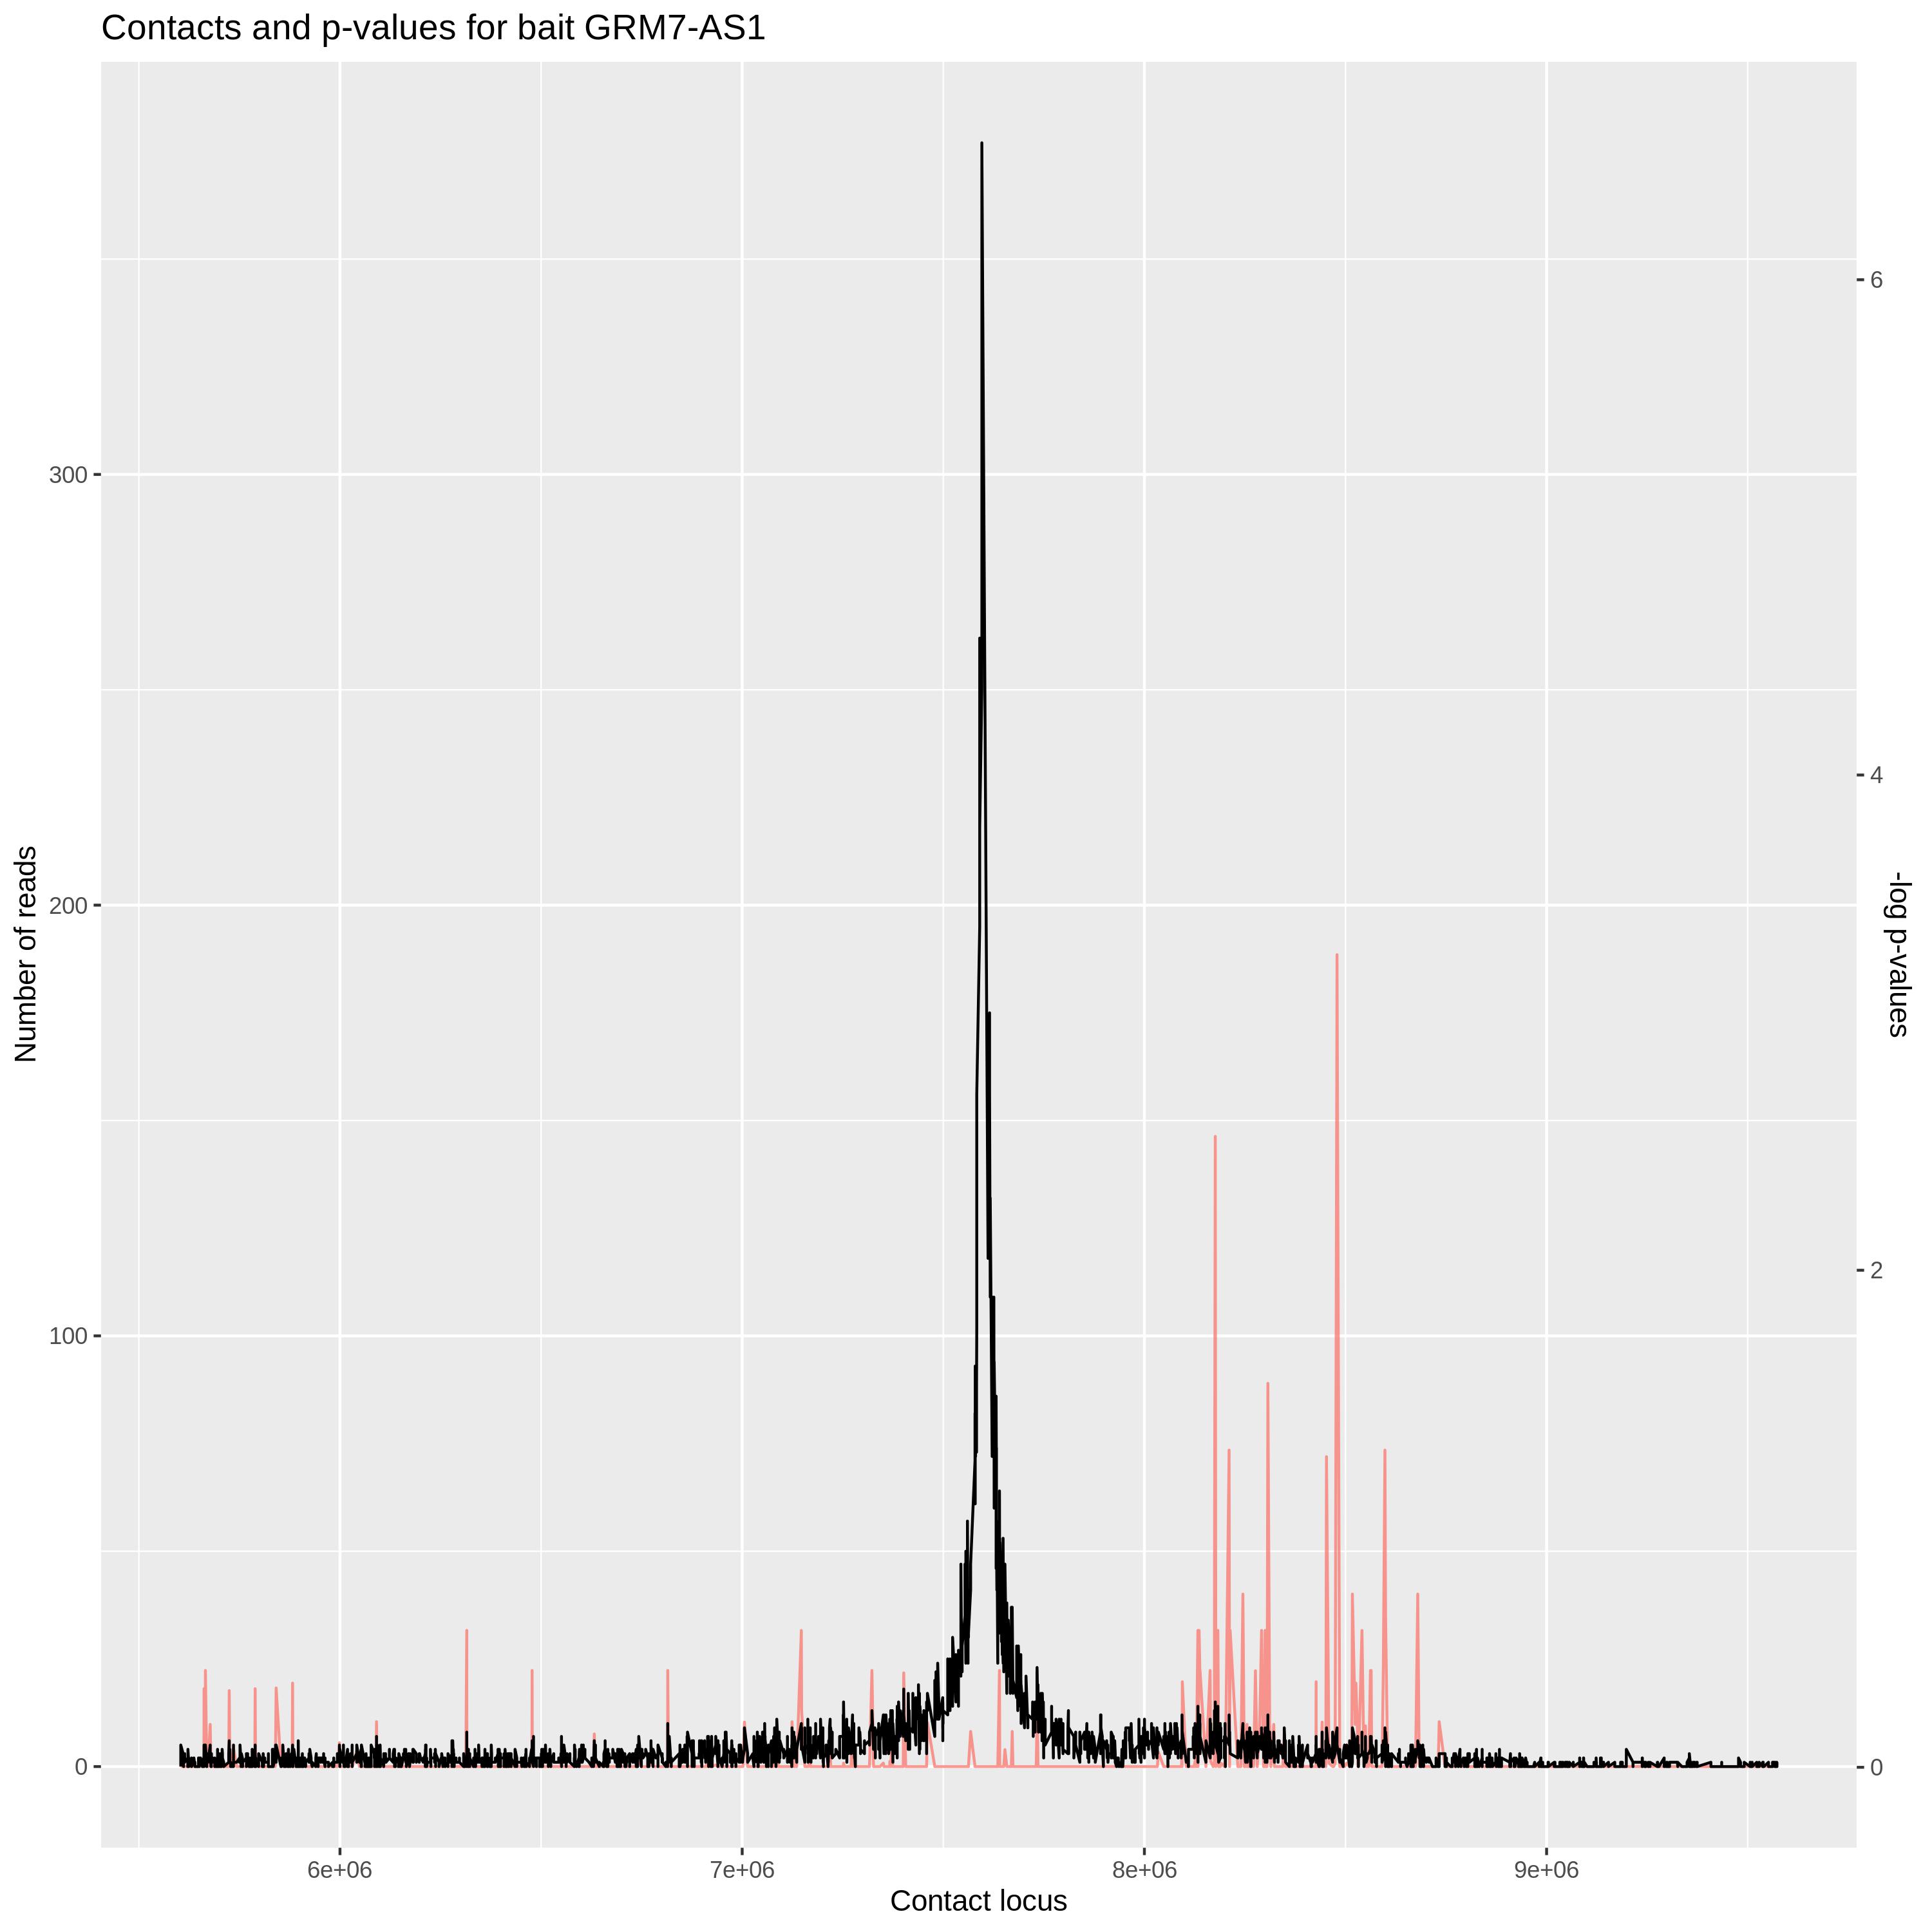 Contacts and p-values for bait GRM7-AS1
Number of reads
300
200
100
0
6
4
2
0
-log p-values
6e+06
7e+06
8e+06
9e+06
Contact locus